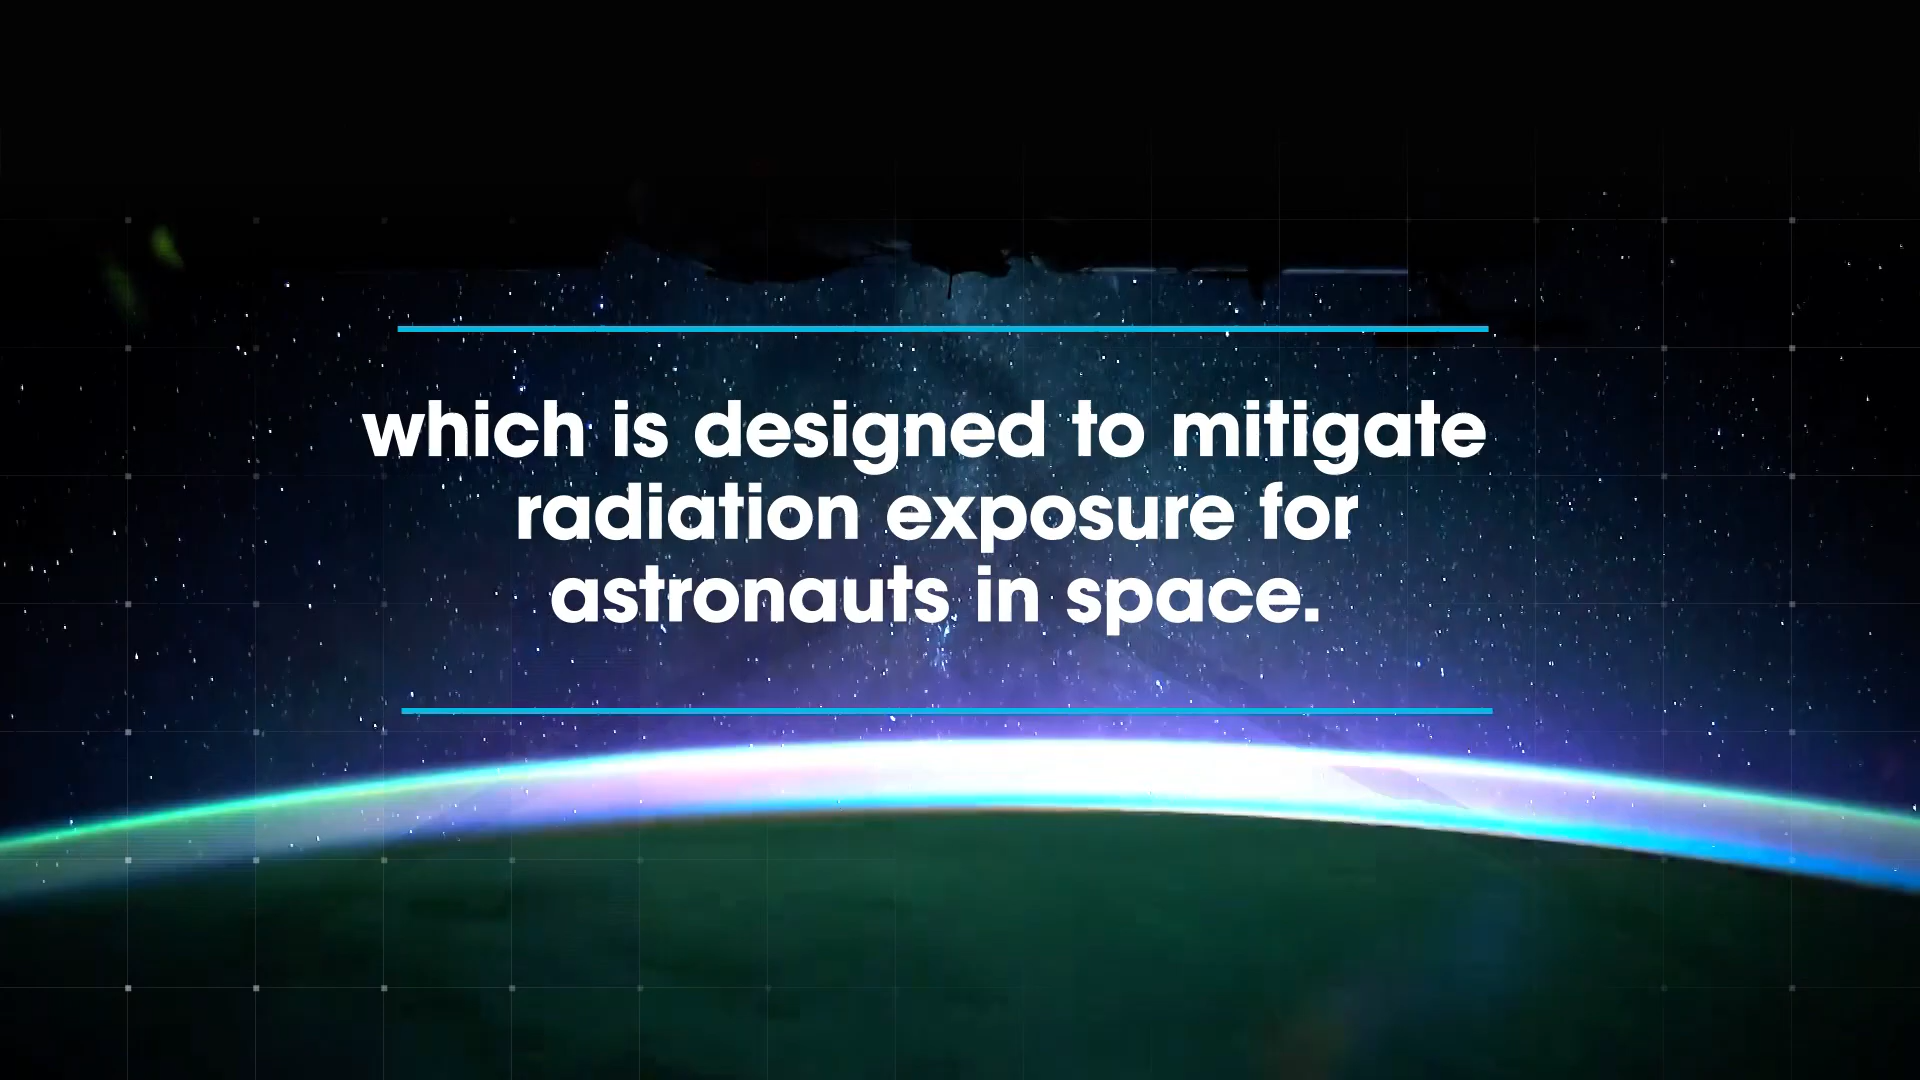 which is designed to mitigate
radiation exposure for
astronauts in space.